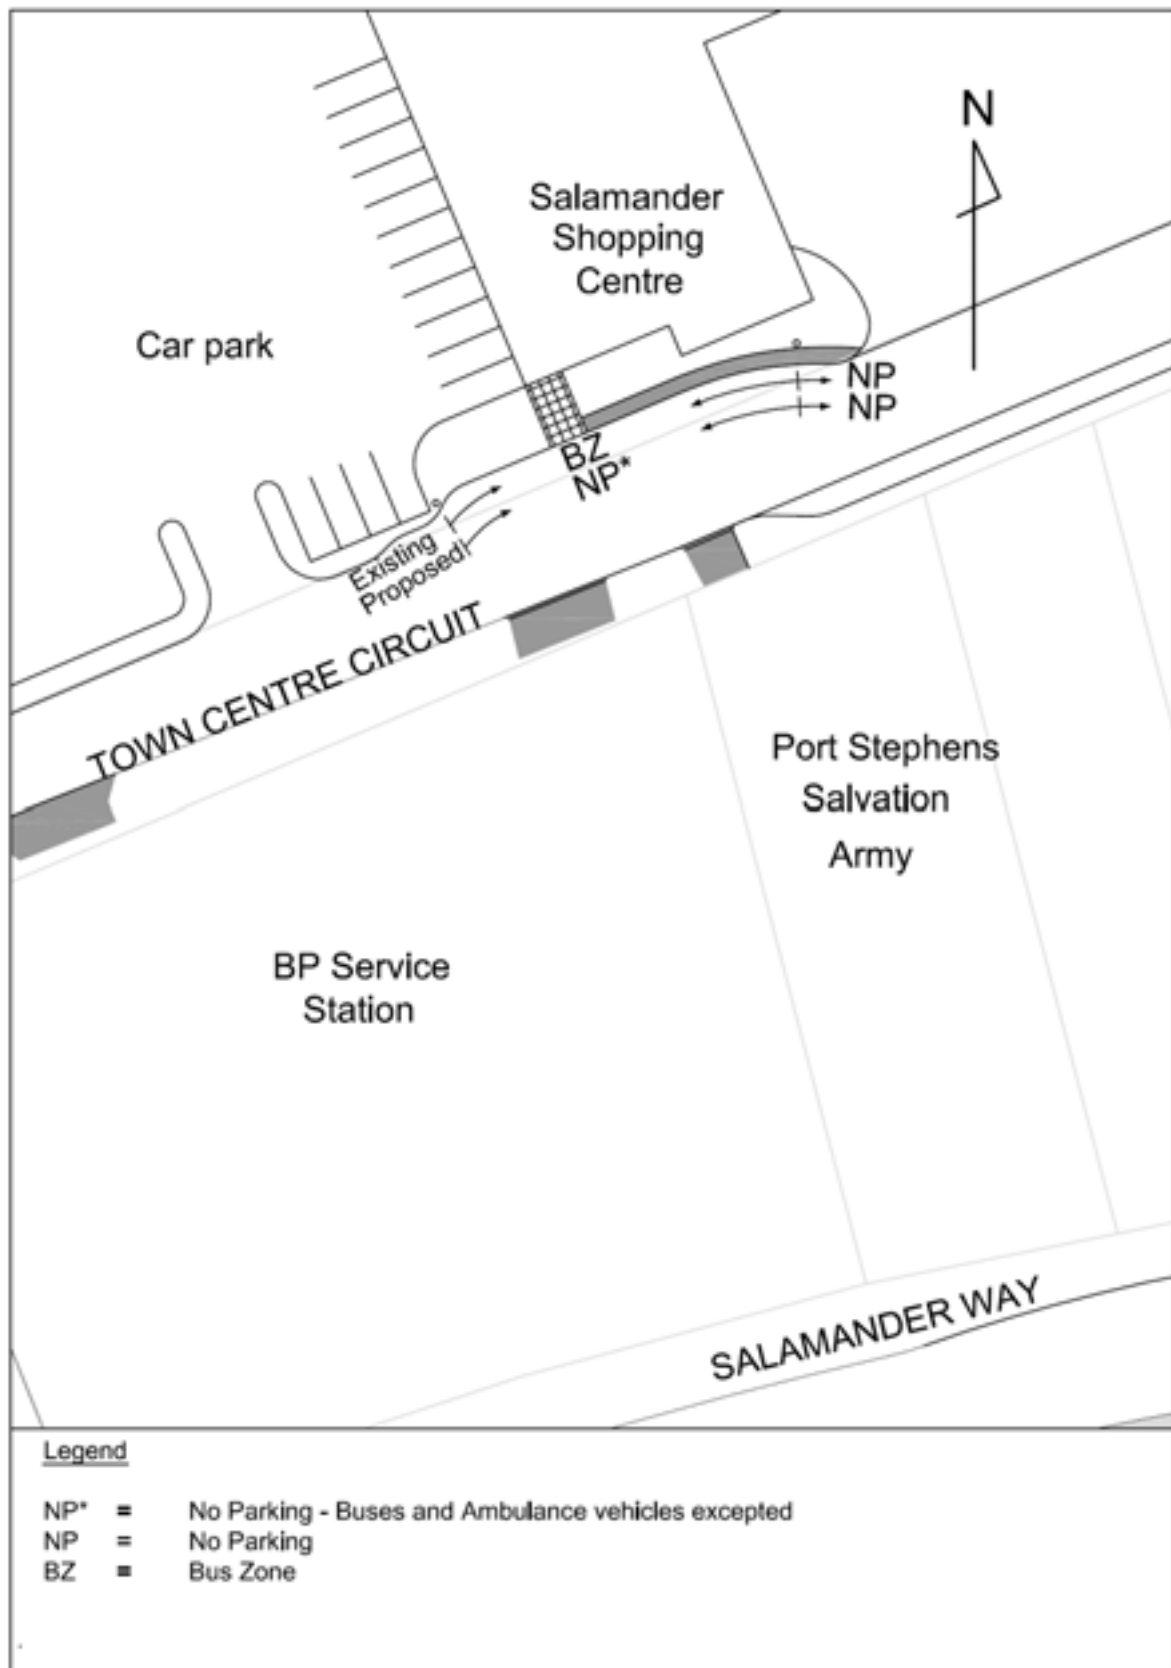 N
Salamander
Shopping
Centre
Car park
NP
NP
BZ
NP*
Existing
Proposed
TOWN CENTRE CIRCUIT
Port Stephens
Salvation
Army
BP Service
Station
SALAMANDER WAY
Legend
NP* = No Parking - Buses and Ambulance vehicles excepted
NP = No Parking
BZ = Bus Zone